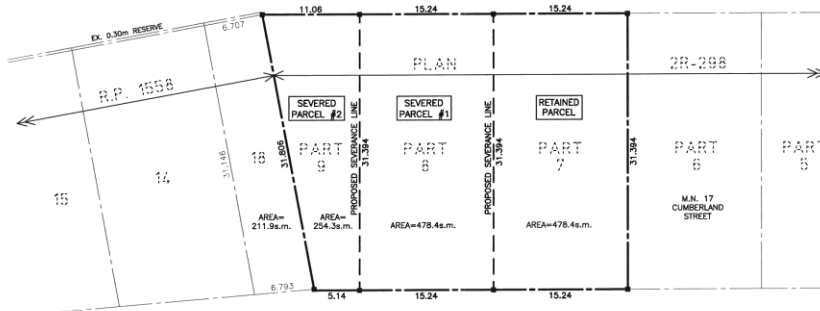 11.06
15.24
15.24
EX. 0.30m RESERVE
6.707
PLAN
2R-298
R.P. 1558
SEVERED
PARCEL #2
SEVERED
PARCEL #1
RETAINED
PARCEL
PROPOSED SEVERANCE LINE
31.394
PROPOSED SEVERANCE LINE
31.394
31.394
31.806
31.146
15
14
18
PART
9
PART
8
PART
7
PART
6
PART
5
M.N. 17
CUMBERLAND
STREET
AREA=
211.9s.m.
AREA=
254.3s.m.
AREA=478.4s.m.
AREA=478.4s.m.
6.793
5.14
15.24
15.24